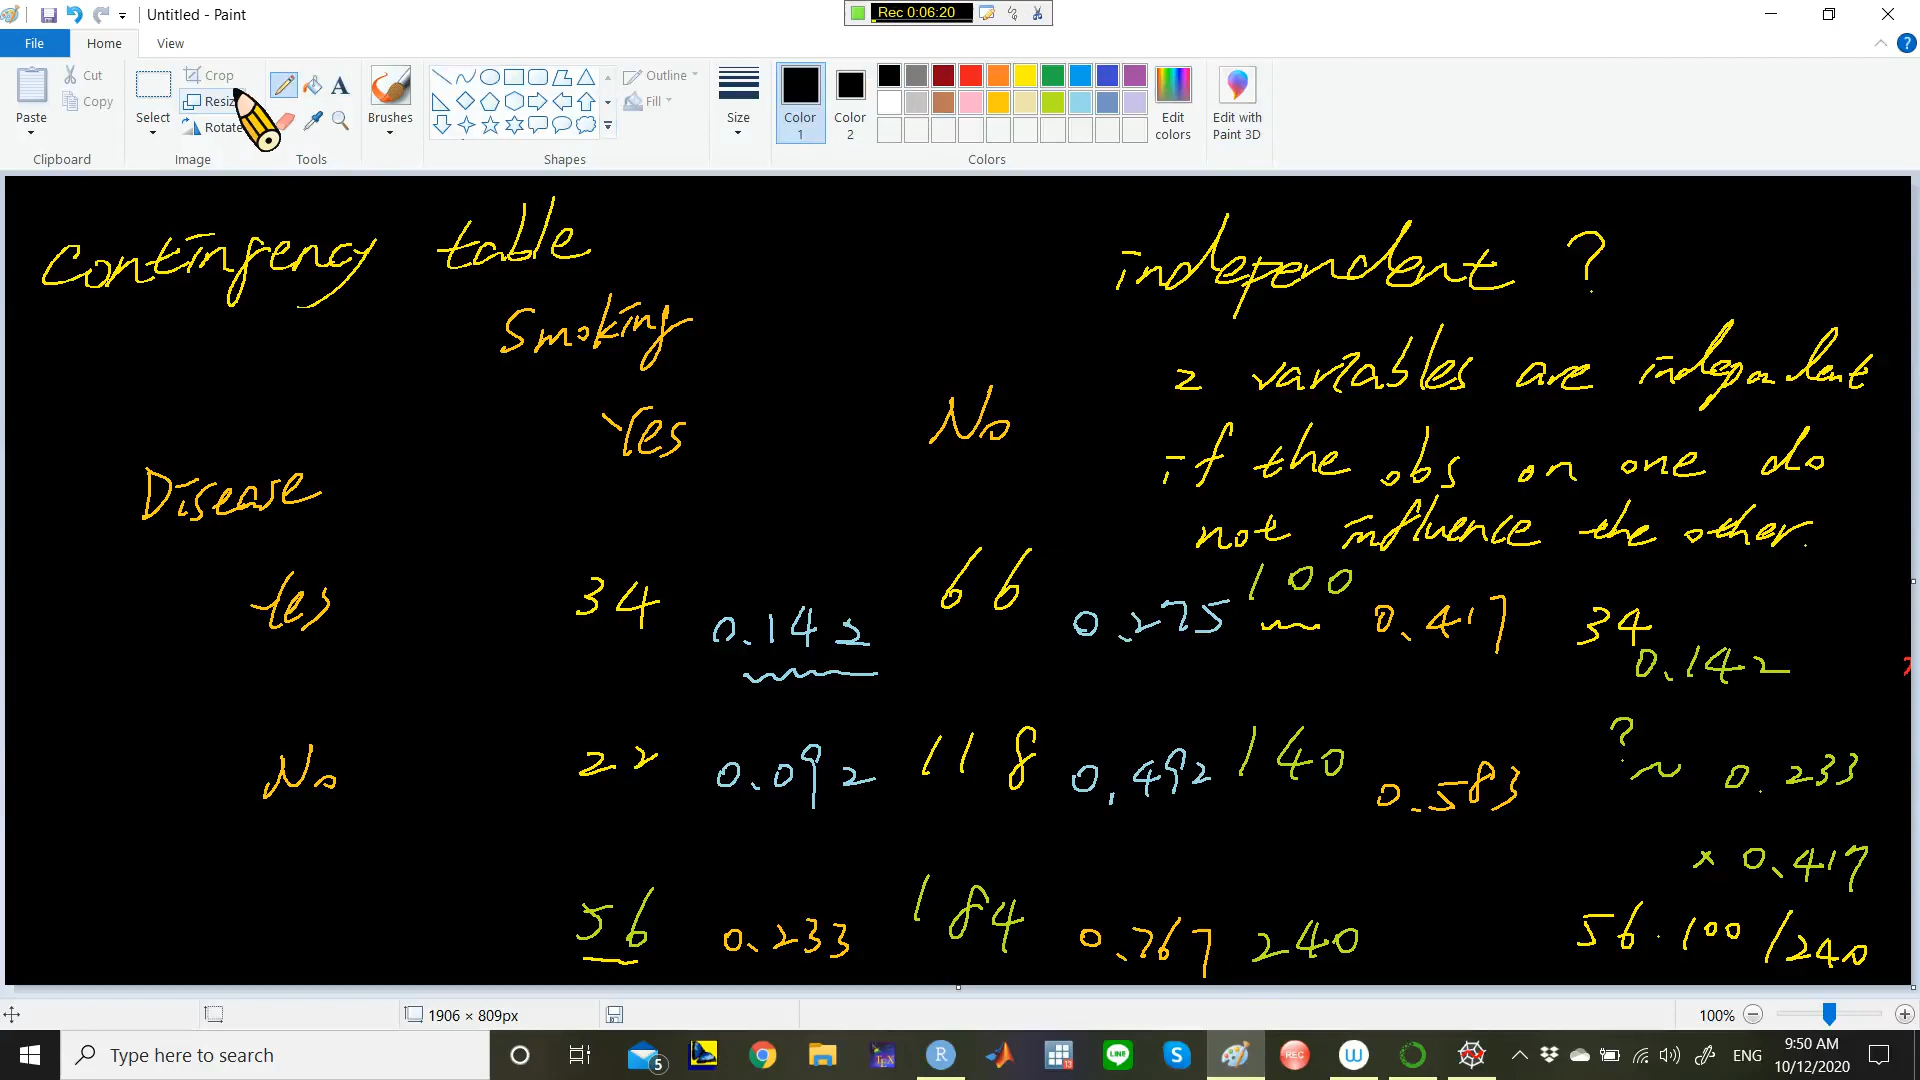 Untitled - Paint
Rec 0:06:20
File Home View
Paste
Cut
Copy
Clipboard
Select
Crop
Resize
Rotate
Image
Tools
Brushes
Shapes
Outline
Fill
Size
Color 1
Color 2
Colors
Edit colors
Edit with Paint 3D
Contingency table
independent ?
Smoking
2 variables are independent
Yes No
if the obs on one do
Disease
not influence the other.
Yes 34 0.142 66 0.275 100 0.417 34
0.142
No 22 0.092 118 0.492 140 0.583 ? ~ 0.233
× 0.417
56 0.233 184 0.767 240 56·100/240
1906 × 809px
100%
Type here to search
5
ENG
9:50 AM
10/12/2020